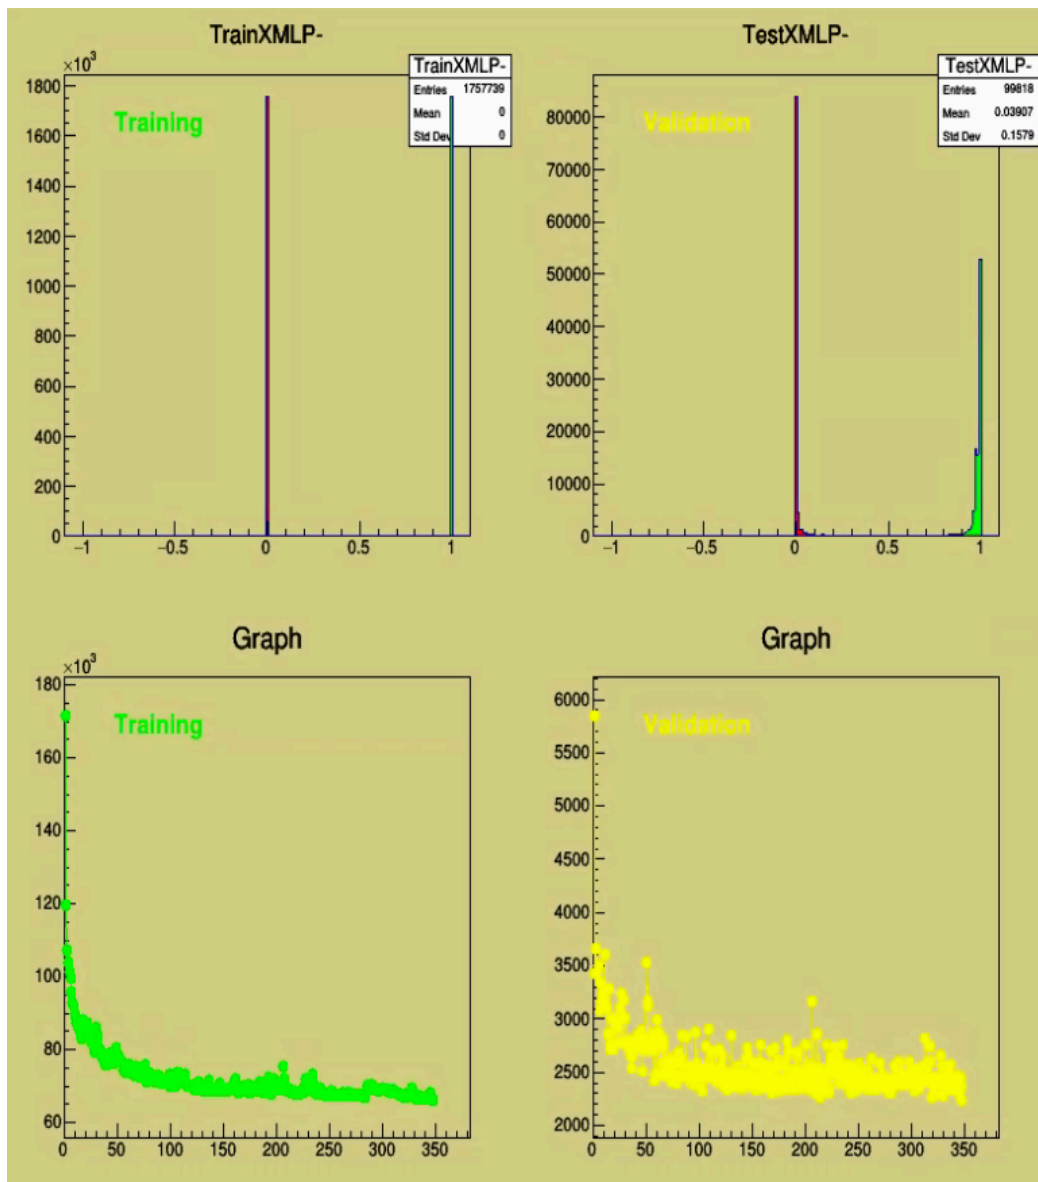 TrainXMLP-
TestXMLP-
×10³
TrainXMLP-
Entries 1757739
Mean 0
Std Dev 0
TestXMLP-
Entries 99818
Mean 0.03907
Std Dev 0.1579
Training
Validation
1800
1600
1400
1200
1000
800
600
400
200
0
−1 −0.5 0 0.5 1
80000
70000
60000
50000
40000
30000
20000
10000
0
−1 −0.5 0 0.5 1
Graph
Graph
×10³
Training
Validation
180
160
140
120
100
80
60
0 50 100 150 200 250 300 350
6000
5500
5000
4500
4000
3500
3000
2500
2000
0 50 100 150 200 250 300 350